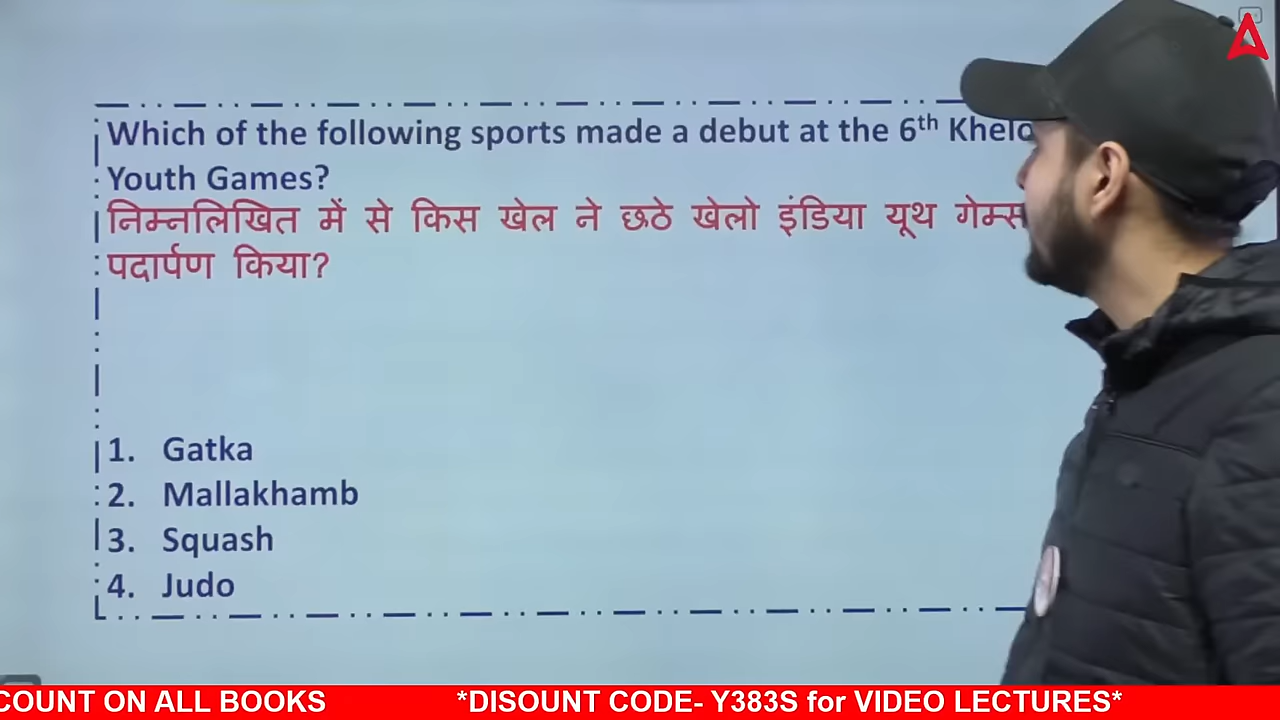 Which of the following sports made a debut at the 6th Khelo
Youth Games?
निम्नलिखित में से किस खेल ने छठे खेलो इंडिया यूथ गेम्स
पदार्पण किया?
1. Gatka
2. Mallakhamb
3. Squash
4. Judo
COUNT ON ALL BOOKS *DISOUNT CODE- Y383S for VIDEO LECTURES*